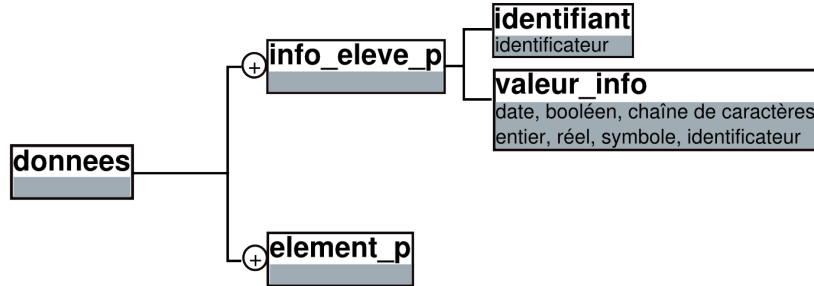 identifiant
identificateur
+ info_eleve_p
valeur_info
date, booléen, chaîne de caractères
entier, réel, symbole, identificateur
donnees
+ element_p